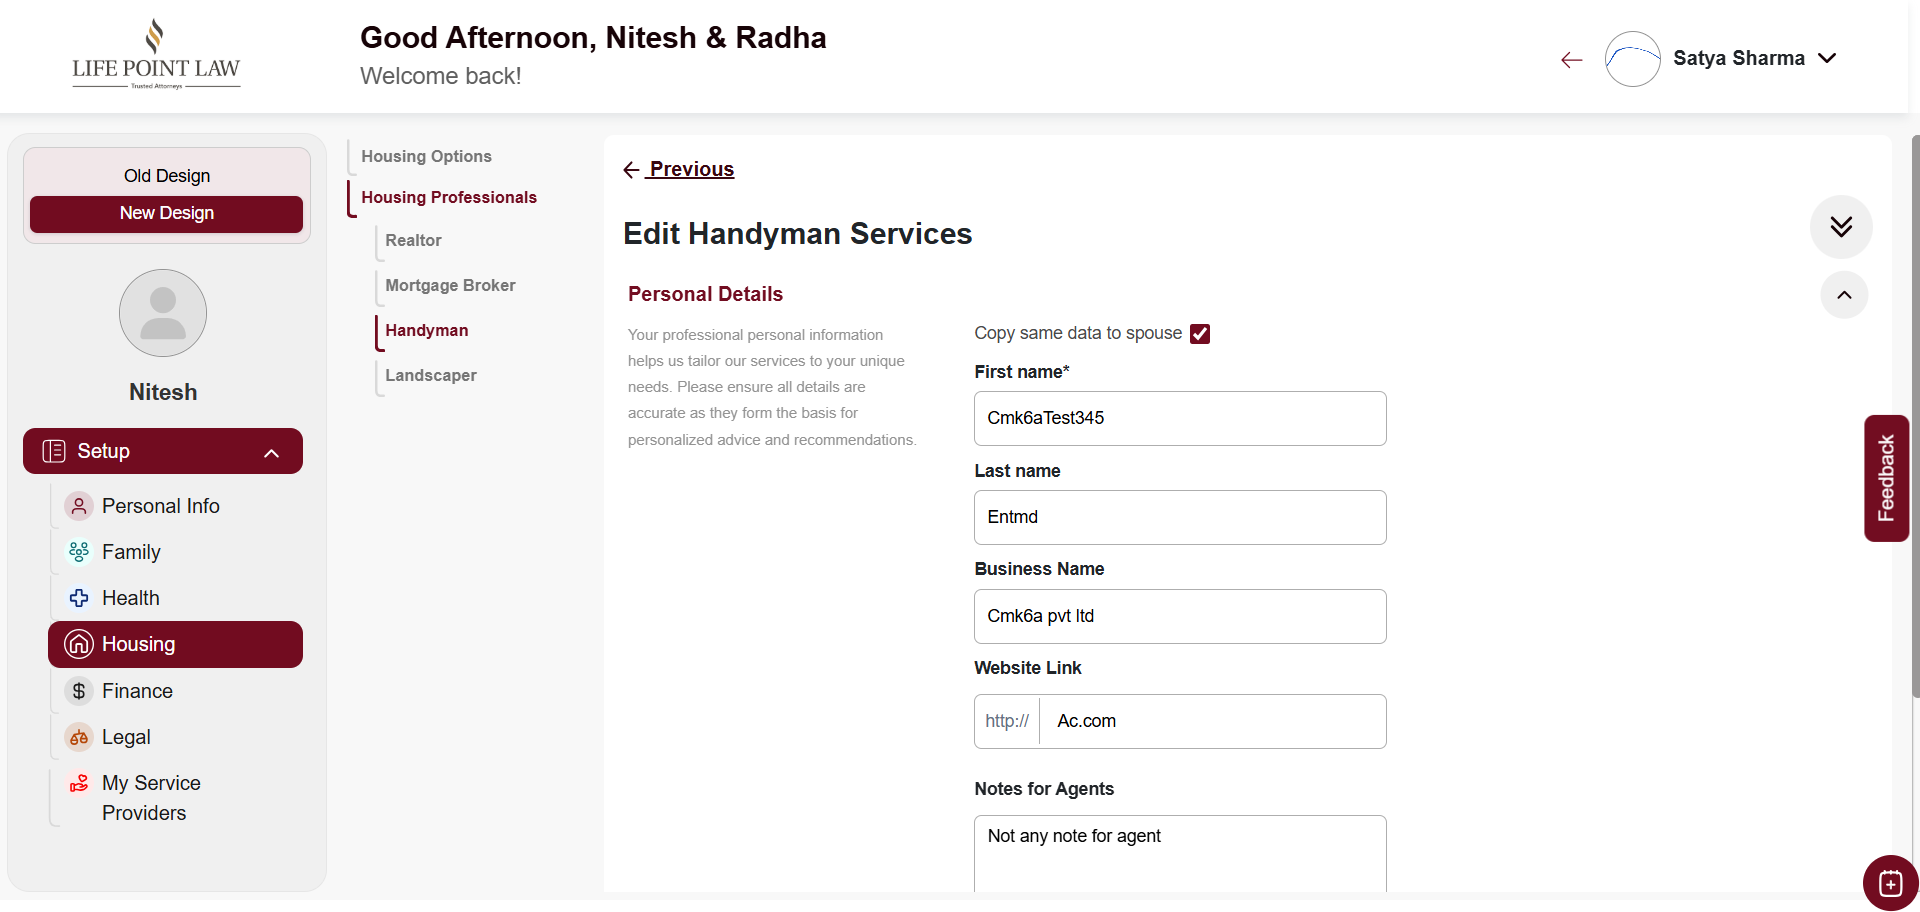 LIFE POINT LAW
Trusted Attorneys
Good Afternoon, Nitesh & Radha
Welcome back!
Satya Sharma
Old Design
New Design
Nitesh
Setup
Personal Info
Family
Health
Housing
Finance
Legal
My Service
Providers
Housing Options
Housing Professionals
Realtor
Mortgage Broker
Handyman
Landscaper
Previous
Edit Handyman Services
Personal Details
Your professional personal information
helps us tailor our services to your unique
needs. Please ensure all details are
accurate as they form the basis for
personalized advice and recommendations.
Copy same data to spouse
First name*
Cmk6aTest345
Last name
Entmd
Business Name
Cmk6a pvt ltd
Website Link
http:// Ac.com
Notes for Agents
Not any note for agent
Feedback